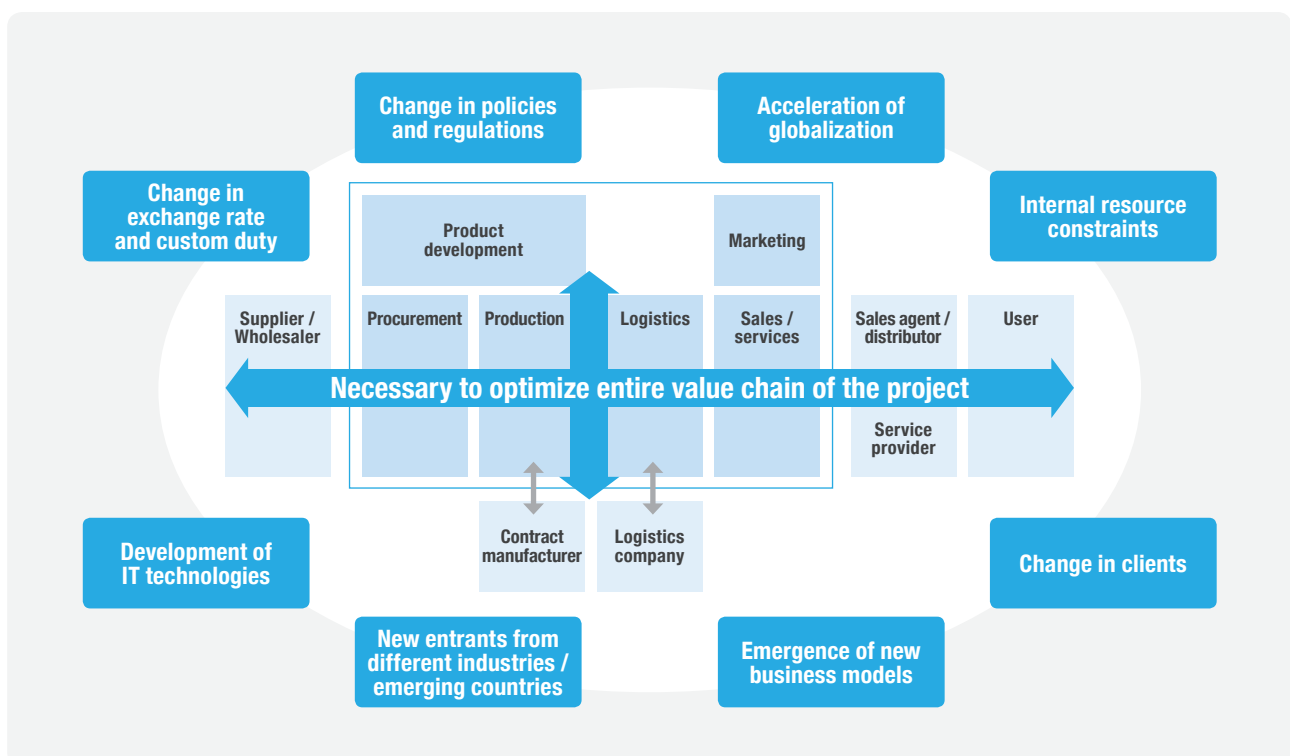 Change in policies
and regulations
Acceleration of
globalization
Change in
exchange rate
and custom duty
Internal resource
constraints
Product
development
Marketing
Supplier /
Wholesaler
Procurement
Production
Logistics
Sales /
services
Sales agent /
distributor
User
Necessary to optimize entire value chain of the project
Service
provider
Contract
manufacturer
Logistics
company
Development of
IT technologies
Change in clients
New entrants from
different industries /
emerging countries
Emergence of new
business models